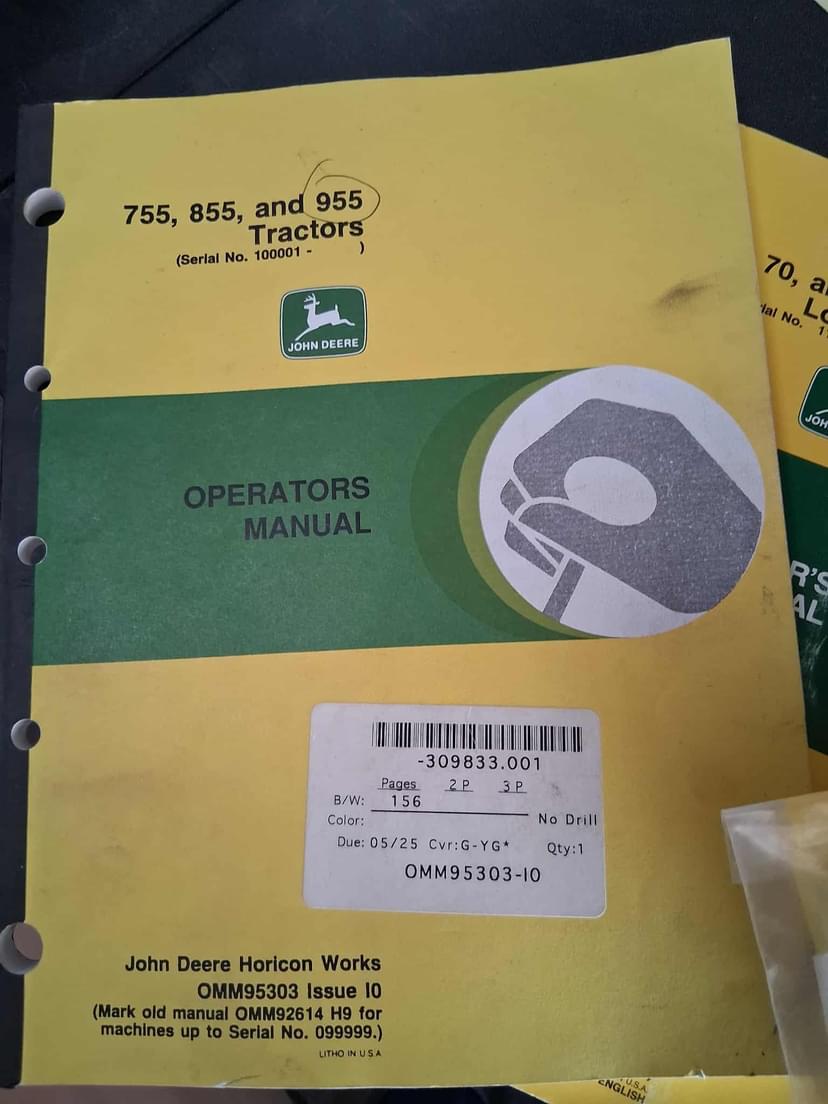 755, 855, and 955
Tractors
(Serial No. 100001 -        )
JOHN DEERE
OPERATORS
MANUAL
-309833.001
Pages 2P 3P
B/W: 156
Color: No Drill
Due: 05/25 Cvr:G-YG* Qty:1
OMM95303-I0
John Deere Horicon Works
OMM95303 Issue I0
(Mark old manual OMM92614 H9 for
machines up to Serial No. 099999.)
LITHO IN U.S.A
70, a
Lo
ial No. 1
JOH
R'S
AL
U.S.A.
ENGLISH